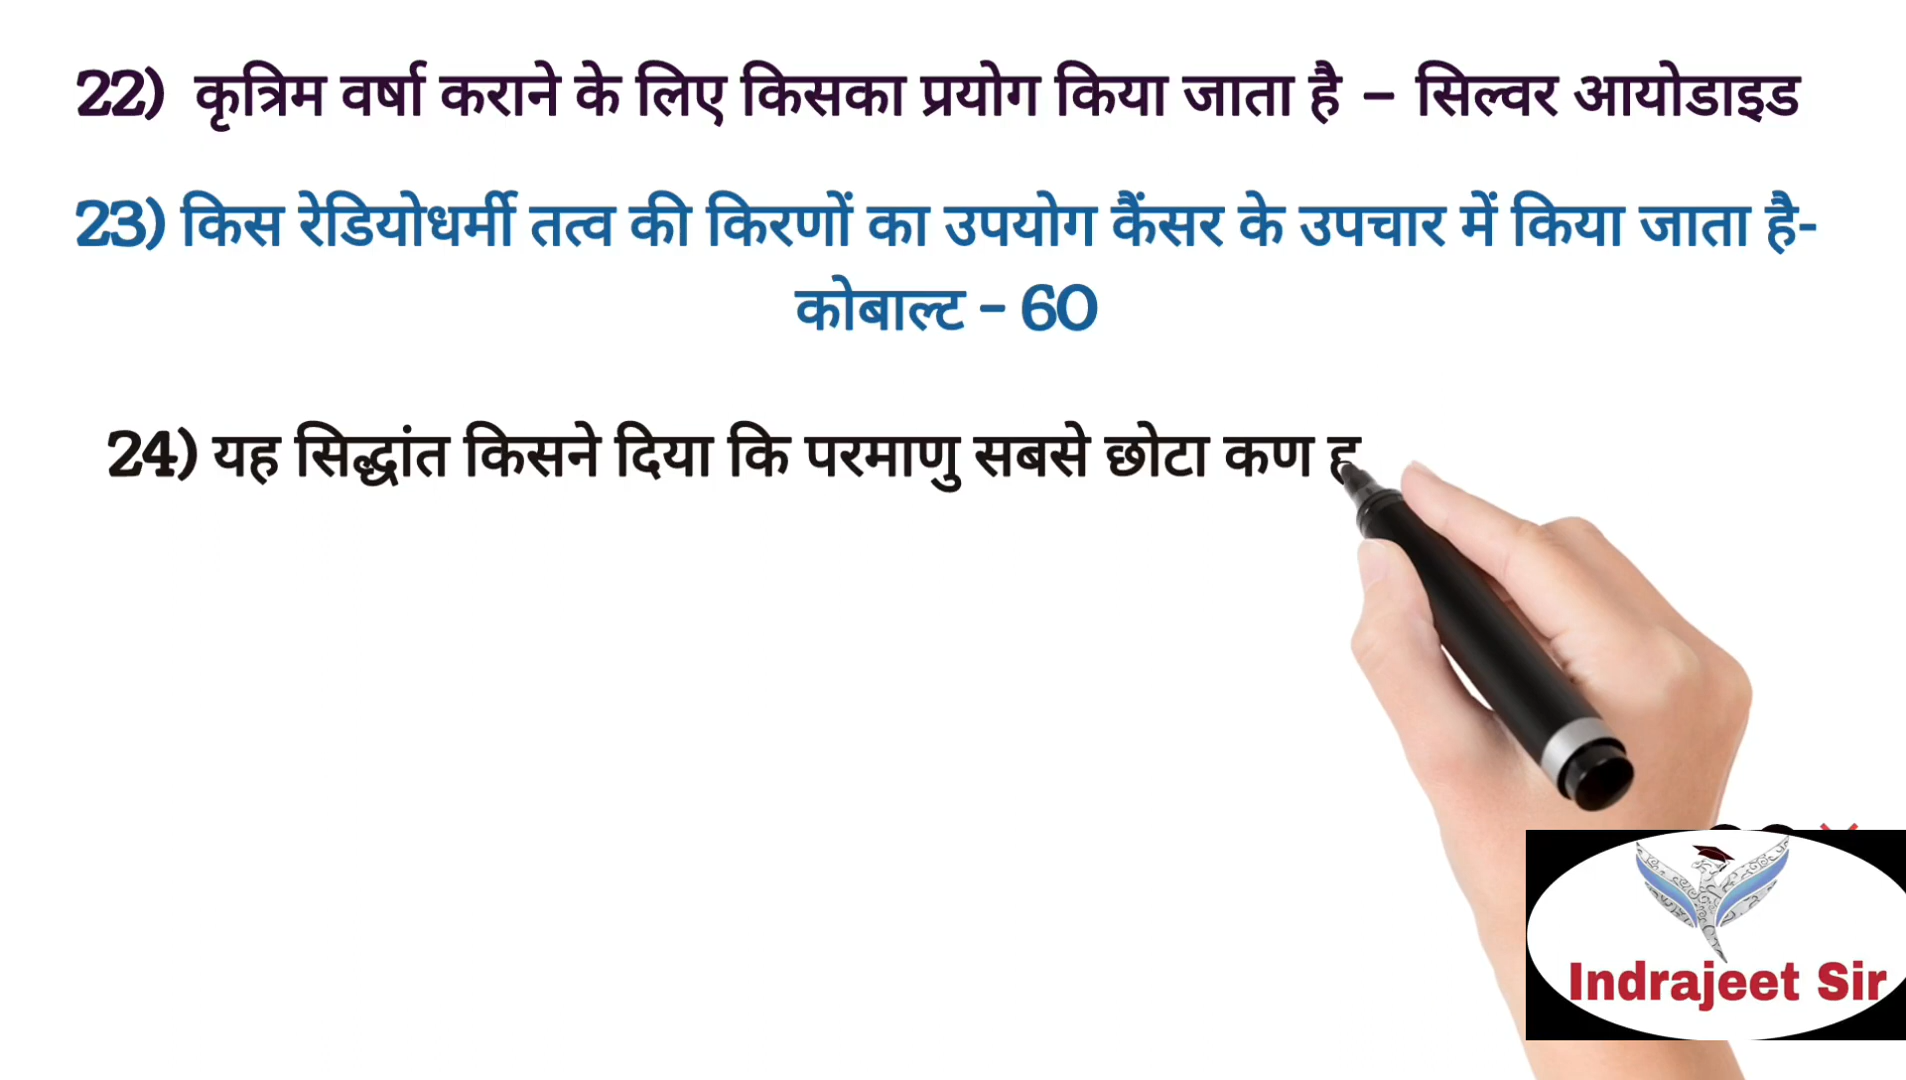 22) कृत्रिम वर्षा कराने के लिए किसका प्रयोग किया जाता है – सिल्वर आयोडाइड
23) किस रेडियोधर्मी तत्व की किरणों का उपयोग कैंसर के उपचार में किया जाता है-
कोबाल्ट – 60
24) यह सिद्धांत किसने दिया कि परमाणु सबसे छोटा कण ह
Indrajeet Sir